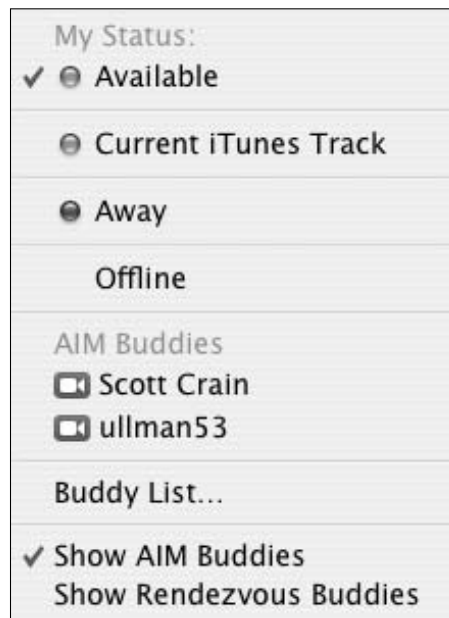 My Status:
Available
Current iTunes Track
Away
Offline
AIM Buddies
Scott Crain
ullman53
Buddy List...
Show AIM Buddies
Show Rendezvous Buddies